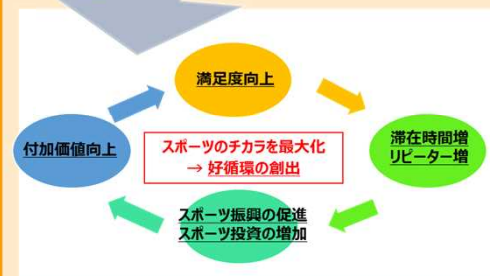 満足度向上
付加価値向上
スポーツのチカラを最大化
→ 好循環の創出
滞在時間増
リピーター増
スポーツ振興の促進
スポーツ投資の増加